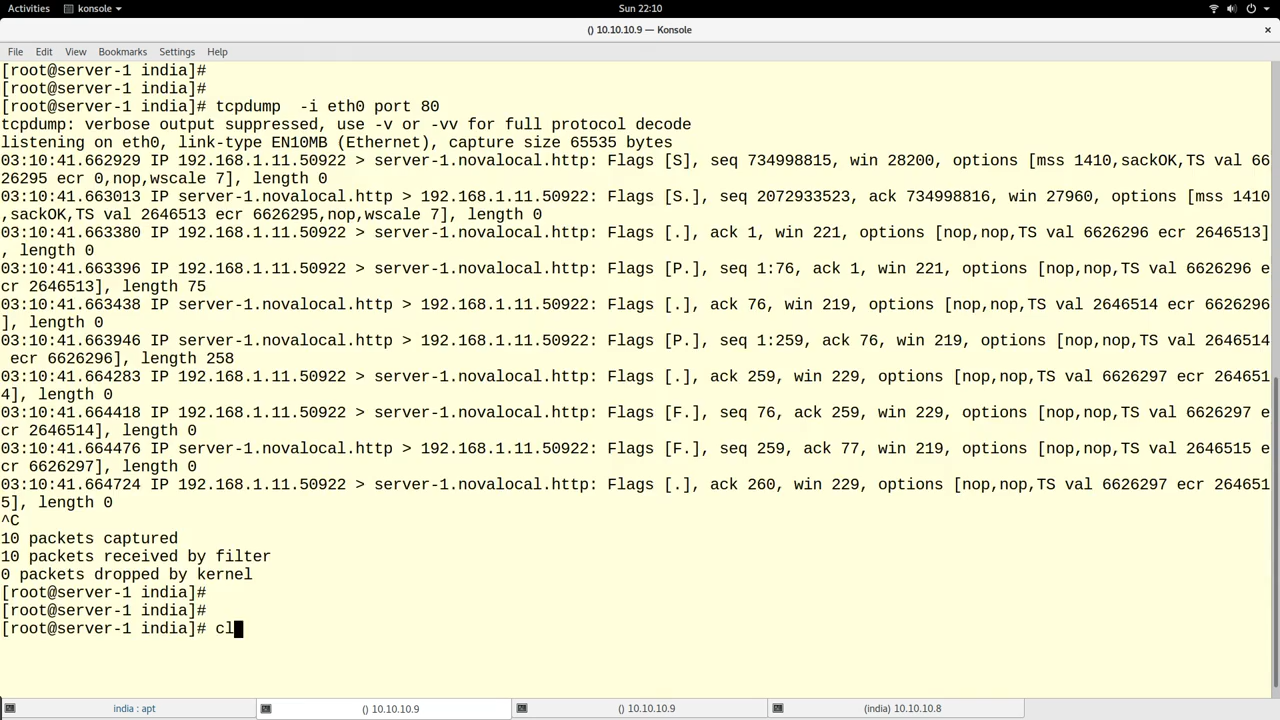 Activities konsole Sun 22:10
() 10.10.10.9 — Konsole ×
File Edit View Bookmarks Settings Help
[root@server-1 india]#
[root@server-1 india]#
[root@server-1 india]# tcpdump  -i eth0 port 80
tcpdump: verbose output suppressed, use -v or -vv for full protocol decode
listening on eth0, link-type EN10MB (Ethernet), capture size 65535 bytes
03:10:41.662929 IP 192.168.1.11.50922 > server-1.novalocal.http: Flags [S], seq 734998815, win 28200, options [mss 1410,sackOK,TS val 66
26295 ecr 0,nop,wscale 7], length 0
03:10:41.663013 IP server-1.novalocal.http > 192.168.1.11.50922: Flags [S.], seq 2072933523, ack 734998816, win 27960, options [mss 1410
,sackOK,TS val 2646513 ecr 6626295,nop,wscale 7], length 0
03:10:41.663380 IP 192.168.1.11.50922 > server-1.novalocal.http: Flags [.], ack 1, win 221, options [nop,nop,TS val 6626296 ecr 2646513]
, length 0
03:10:41.663396 IP 192.168.1.11.50922 > server-1.novalocal.http: Flags [P.], seq 1:76, ack 1, win 221, options [nop,nop,TS val 6626296 e
cr 2646513], length 75
03:10:41.663438 IP server-1.novalocal.http > 192.168.1.11.50922: Flags [.], ack 76, win 219, options [nop,nop,TS val 2646514 ecr 6626296
], length 0
03:10:41.663946 IP server-1.novalocal.http > 192.168.1.11.50922: Flags [P.], seq 1:259, ack 76, win 219, options [nop,nop,TS val 2646514
 ecr 6626296], length 258
03:10:41.664283 IP 192.168.1.11.50922 > server-1.novalocal.http: Flags [.], ack 259, win 229, options [nop,nop,TS val 6626297 ecr 264651
4], length 0
03:10:41.664418 IP 192.168.1.11.50922 > server-1.novalocal.http: Flags [F.], seq 76, ack 259, win 229, options [nop,nop,TS val 6626297 e
cr 2646514], length 0
03:10:41.664476 IP server-1.novalocal.http > 192.168.1.11.50922: Flags [F.], seq 259, ack 77, win 219, options [nop,nop,TS val 2646515 e
cr 6626297], length 0
03:10:41.664724 IP 192.168.1.11.50922 > server-1.novalocal.http: Flags [.], ack 260, win 229, options [nop,nop,TS val 6626297 ecr 264651
5], length 0
^C
10 packets captured
10 packets received by filter
0 packets dropped by kernel
[root@server-1 india]#
[root@server-1 india]#
[root@server-1 india]# cl
india : apt () 10.10.10.9 () 10.10.10.9 (india) 10.10.10.8